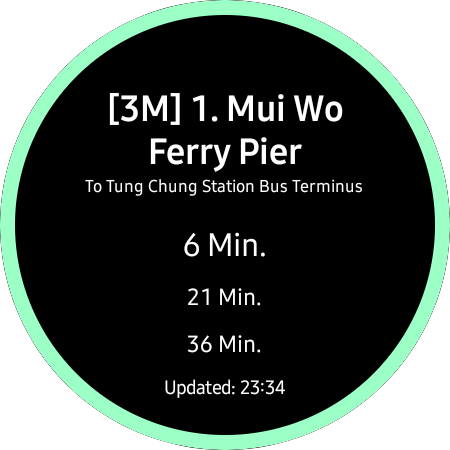 [3M] 1. Mui Wo
Ferry Pier
To Tung Chung Station Bus Terminus
6 Min.
21 Min.
36 Min.
Updated: 23:34